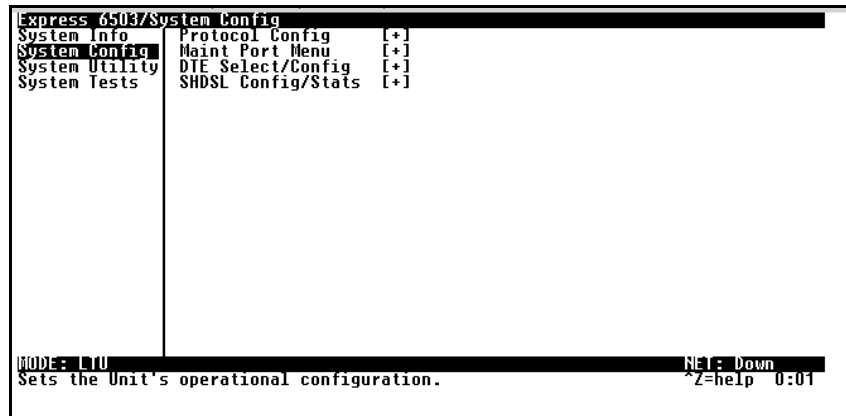 Express 6503/System Config
System Info Protocol Config [+]
System Config Maint Port Menu [+]
System Utility DTE Select/Config [+]
System Tests SHDSL Config/Stats [+]
MODE: LTU NET: Down
Sets the Unit's operational configuration. ^Z=help 0:01